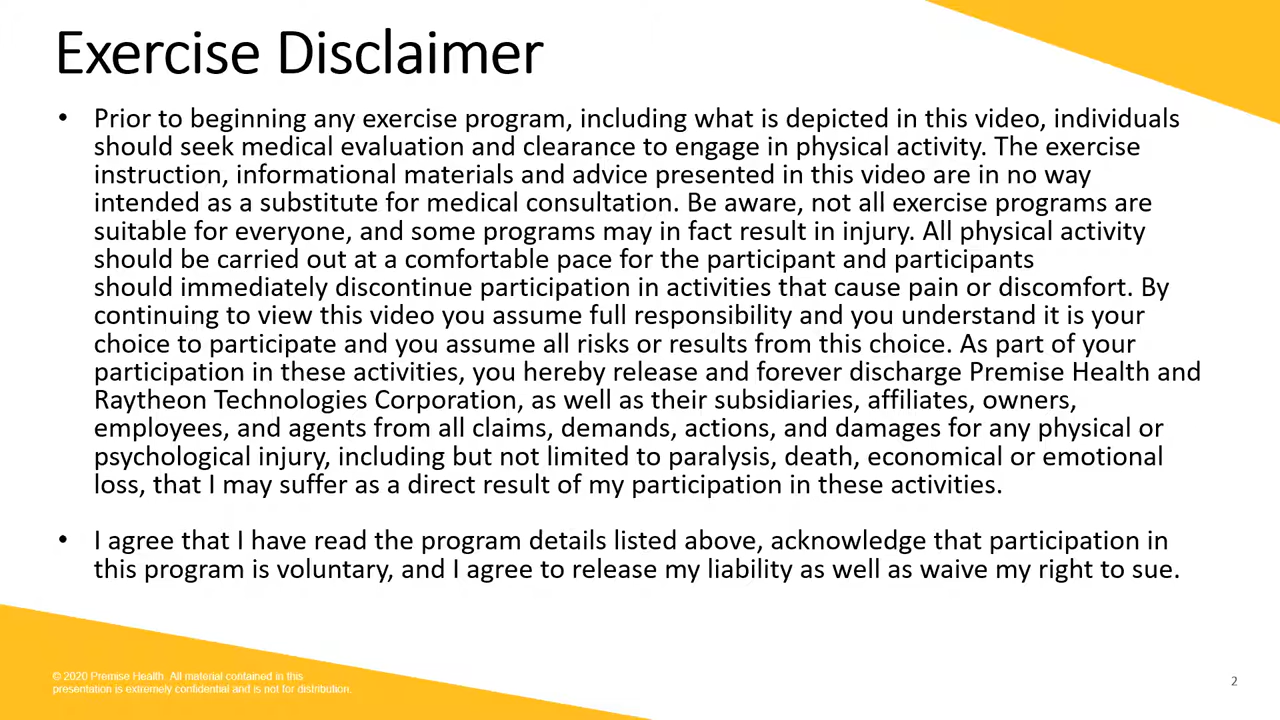 Exercise Disclaimer
• Prior to beginning any exercise program, including what is depicted in this video, individuals
should seek medical evaluation and clearance to engage in physical activity. The exercise
instruction, informational materials and advice presented in this video are in no way
intended as a substitute for medical consultation. Be aware, not all exercise programs are
suitable for everyone, and some programs may in fact result in injury. All physical activity
should be carried out at a comfortable pace for the participant and participants
should immediately discontinue participation in activities that cause pain or discomfort. By
continuing to view this video you assume full responsibility and you understand it is your
choice to participate and you assume all risks or results from this choice. As part of your
participation in these activities, you hereby release and forever discharge Premise Health and
Raytheon Technologies Corporation, as well as their subsidiaries, affiliates, owners,
employees, and agents from all claims, demands, actions, and damages for any physical or
psychological injury, including but not limited to paralysis, death, economical or emotional
loss, that I may suffer as a direct result of my participation in these activities.
• I agree that I have read the program details listed above, acknowledge that participation in
this program is voluntary, and I agree to release my liability as well as waive my right to sue.
© 2020 Premise Health. All material contained in this
presentation is extremely confidential and is not for distribution.
2